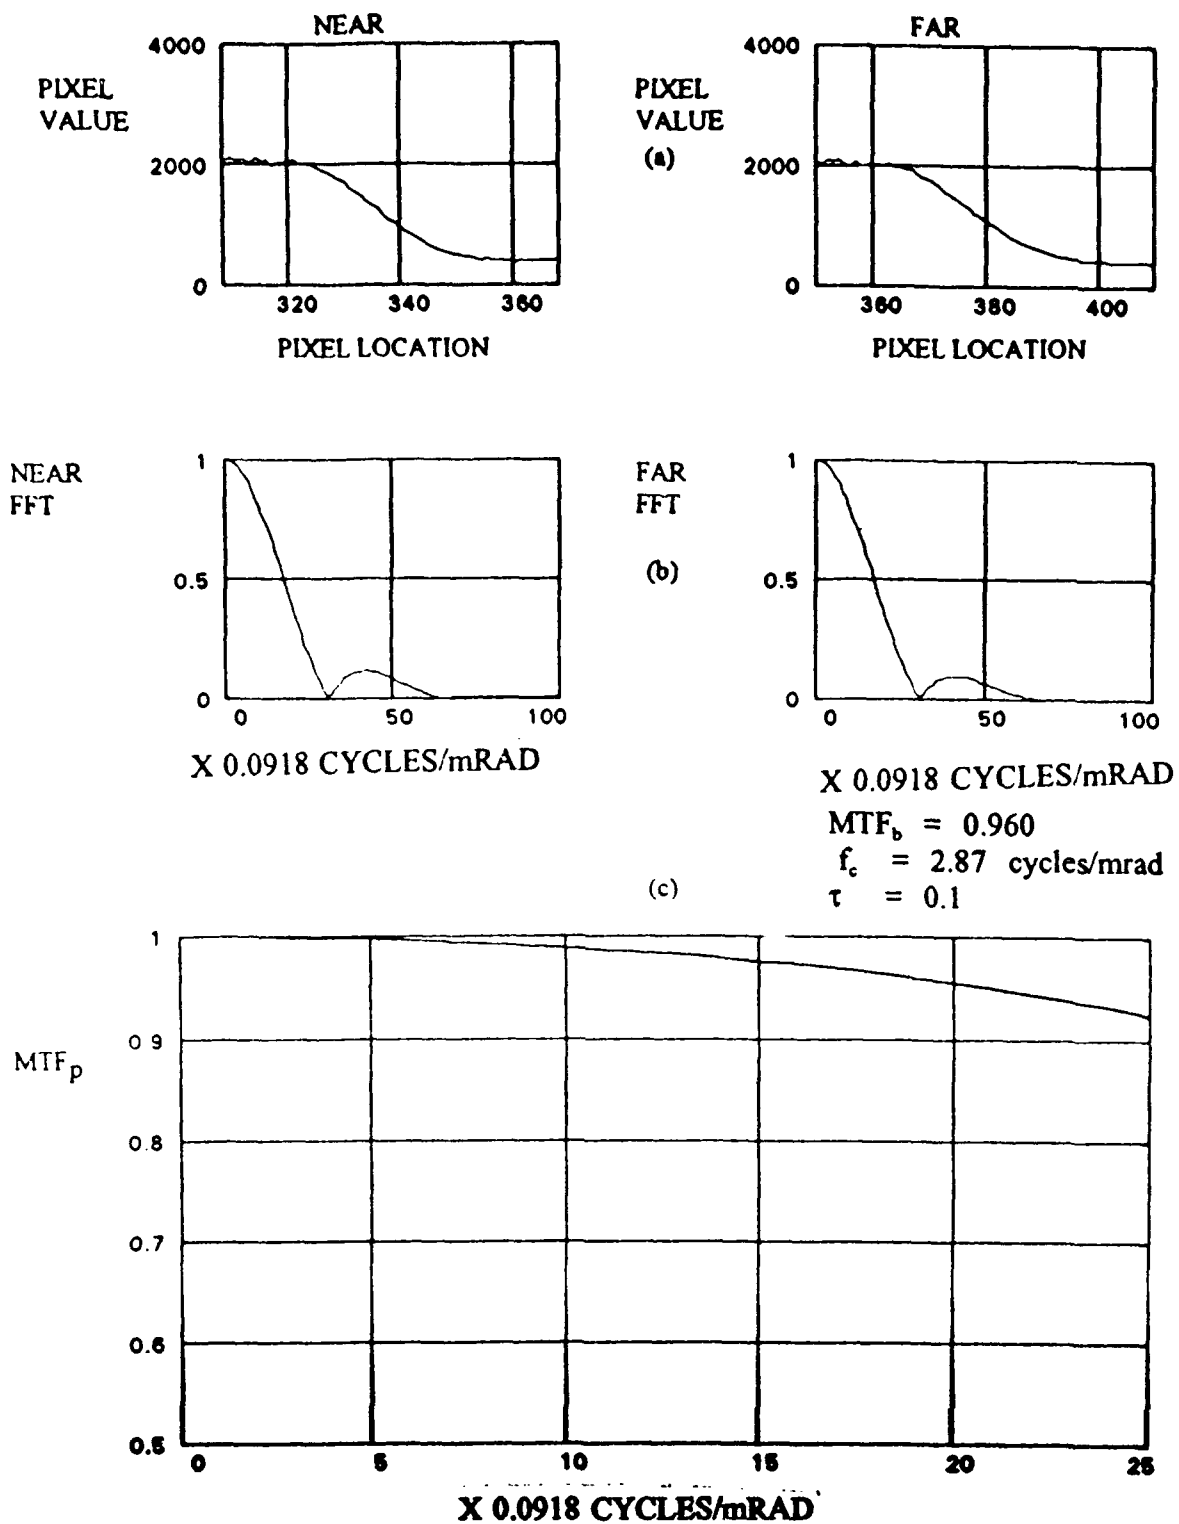 NEAR
4000
PIXEL
VALUE
2000
0
320 340 360
PIXEL LOCATION
FAR
4000
PIXEL
VALUE
(a)
2000
0
360 380 400
PIXEL LOCATION
NEAR
FFT
1
0.5
0
0 50 100
X 0.0918 CYCLES/mRAD
FAR
FFT
(b)
1
0.5
0
0 50 100
X 0.0918 CYCLES/mRAD
MTF_b = 0.960
f_c = 2.87 cycles/mrad
τ = 0.1
(c)
MTF_p
1
0 9
0.8
0.7
0.6
0.5
0 5 10 15 20 25
X 0.0918 CYCLES/mRAD